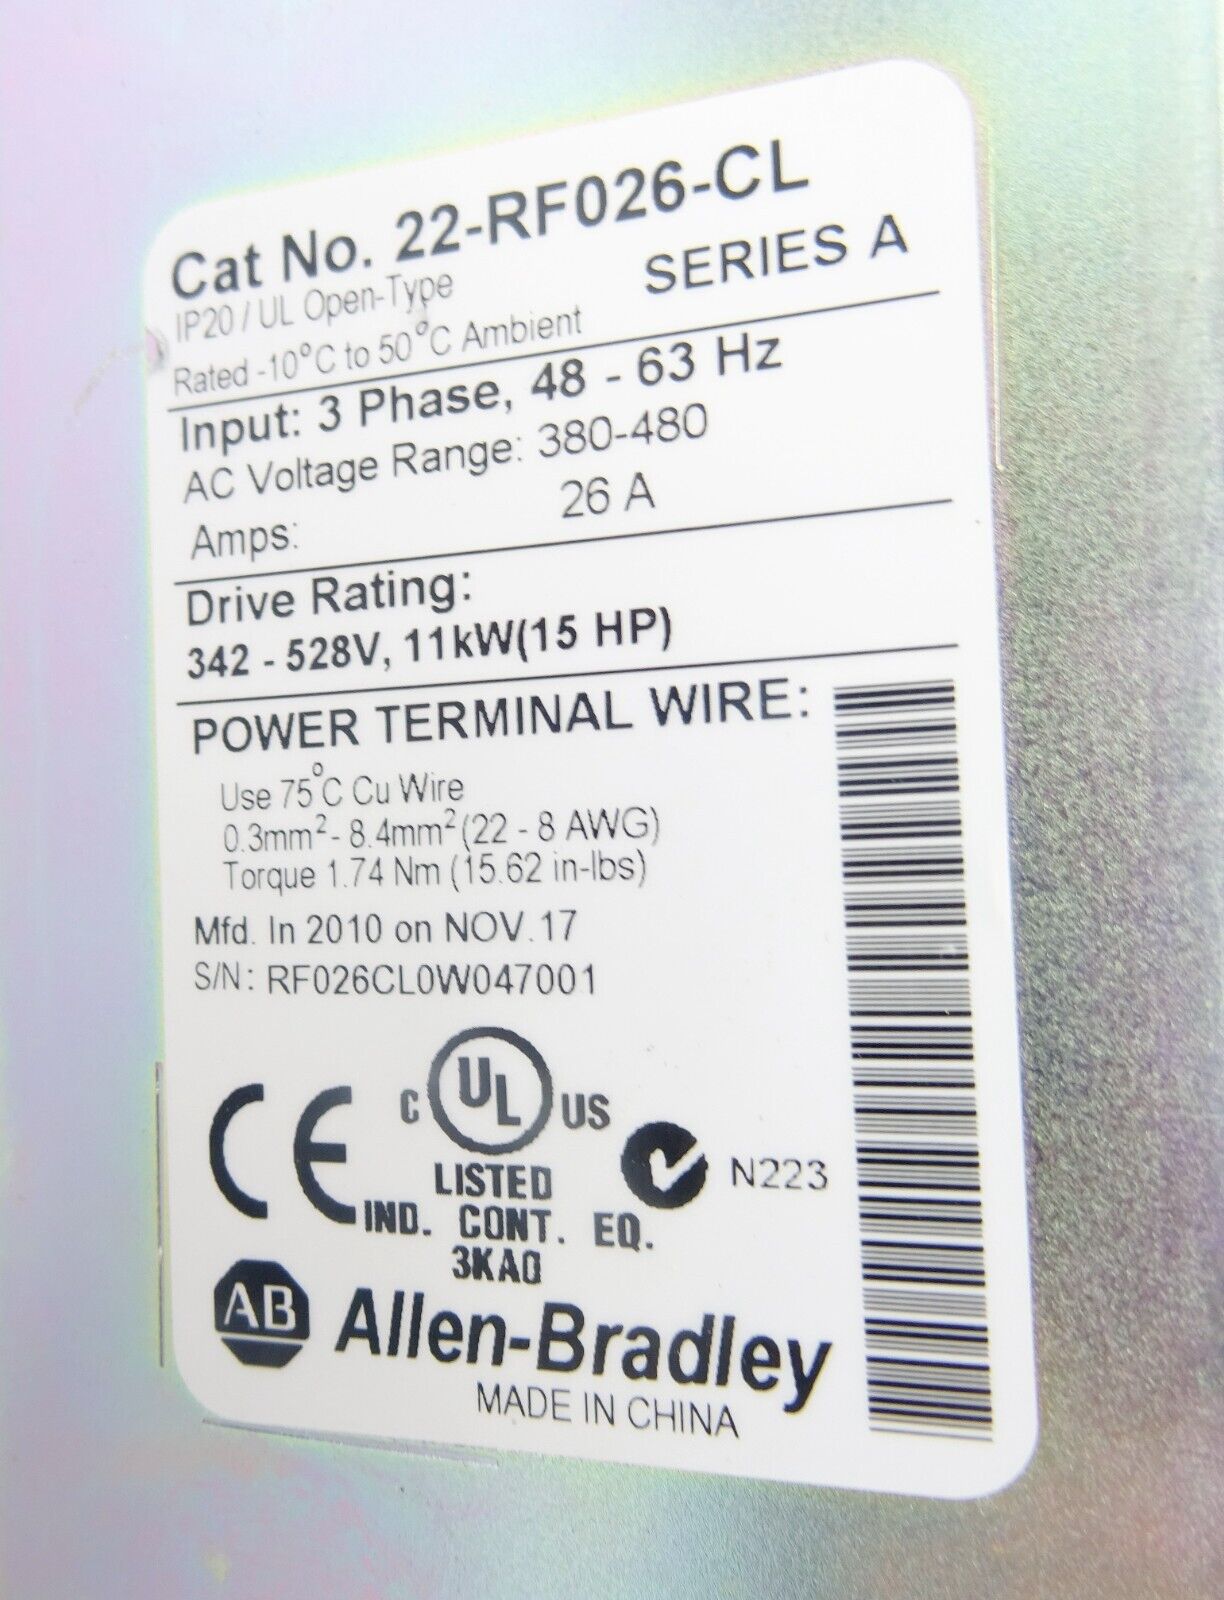 Cat No. 22-RF026-CL
IP20 / UL Open-Type
SERIES A
Rated -10°C to 50°C Ambient
Input: 3 Phase, 48 - 63 Hz
AC Voltage Range: 380-480
Amps: 26 A
Drive Rating:
342 - 528V, 11kW(15 HP)
POWER TERMINAL WIRE:
Use 75°C Cu Wire
0.3mm² - 8.4mm² (22 - 8 AWG)
Torque 1.74 Nm (15.62 in-lbs)
Mfd. In 2010 on NOV. 17
S/N: RF026CL0W047001
CE
C UL US
LISTED
IND. CONT. EQ.
3KA0
N223
AB Allen-Bradley
MADE IN CHINA